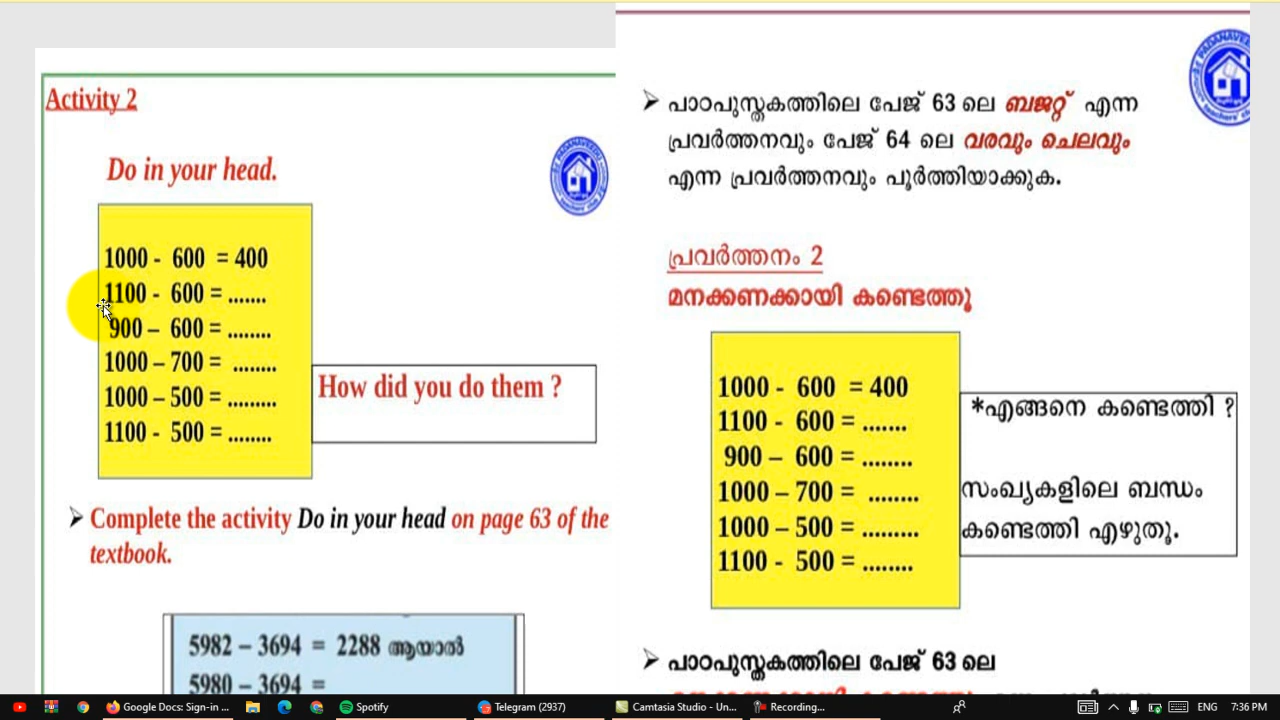 Activity 2
Do in your head.
1000 - 600 = 400
1100 - 600 = .......
900 – 600 = ........
1000 – 700 = ........
1000 – 500 = .........
1100 - 500 = ........
How did you do them ?
➢ Complete the activity Do in your head on page 63 of the
textbook.
5982 – 3694 = 2288 ആയാൽ
5980 – 3694 =
➢ പാഠപുസ്തകത്തിലെ പേജ് 63 ലെ ബജറ്റ് എന്ന
പ്രവർത്തനവും പേജ് 64 ലെ വരവും ചെലവും
എന്ന പ്രവർത്തനവും പൂർത്തിയാക്കുക.
പ്രവർത്തനം 2
മനക്കണക്കായി കണ്ടെത്തൂ
1000 - 600 = 400
1100 - 600 = .......
900 – 600 = ........
1000 – 700 = ........
1000 – 500 = .........
1100 - 500 = ........
*എങ്ങനെ കണ്ടെത്തി ?
സംഖ്യകളിലെ ബന്ധം
കണ്ടെത്തി എഴുതൂ.
➢ പാഠപുസ്തകത്തിലെ പേജ് 63 ലെ
Google Docs: Sign-in ...
Spotify
Telegram (2937)
Camtasia Studio - Un...
Recording...
ENG
7:36 PM